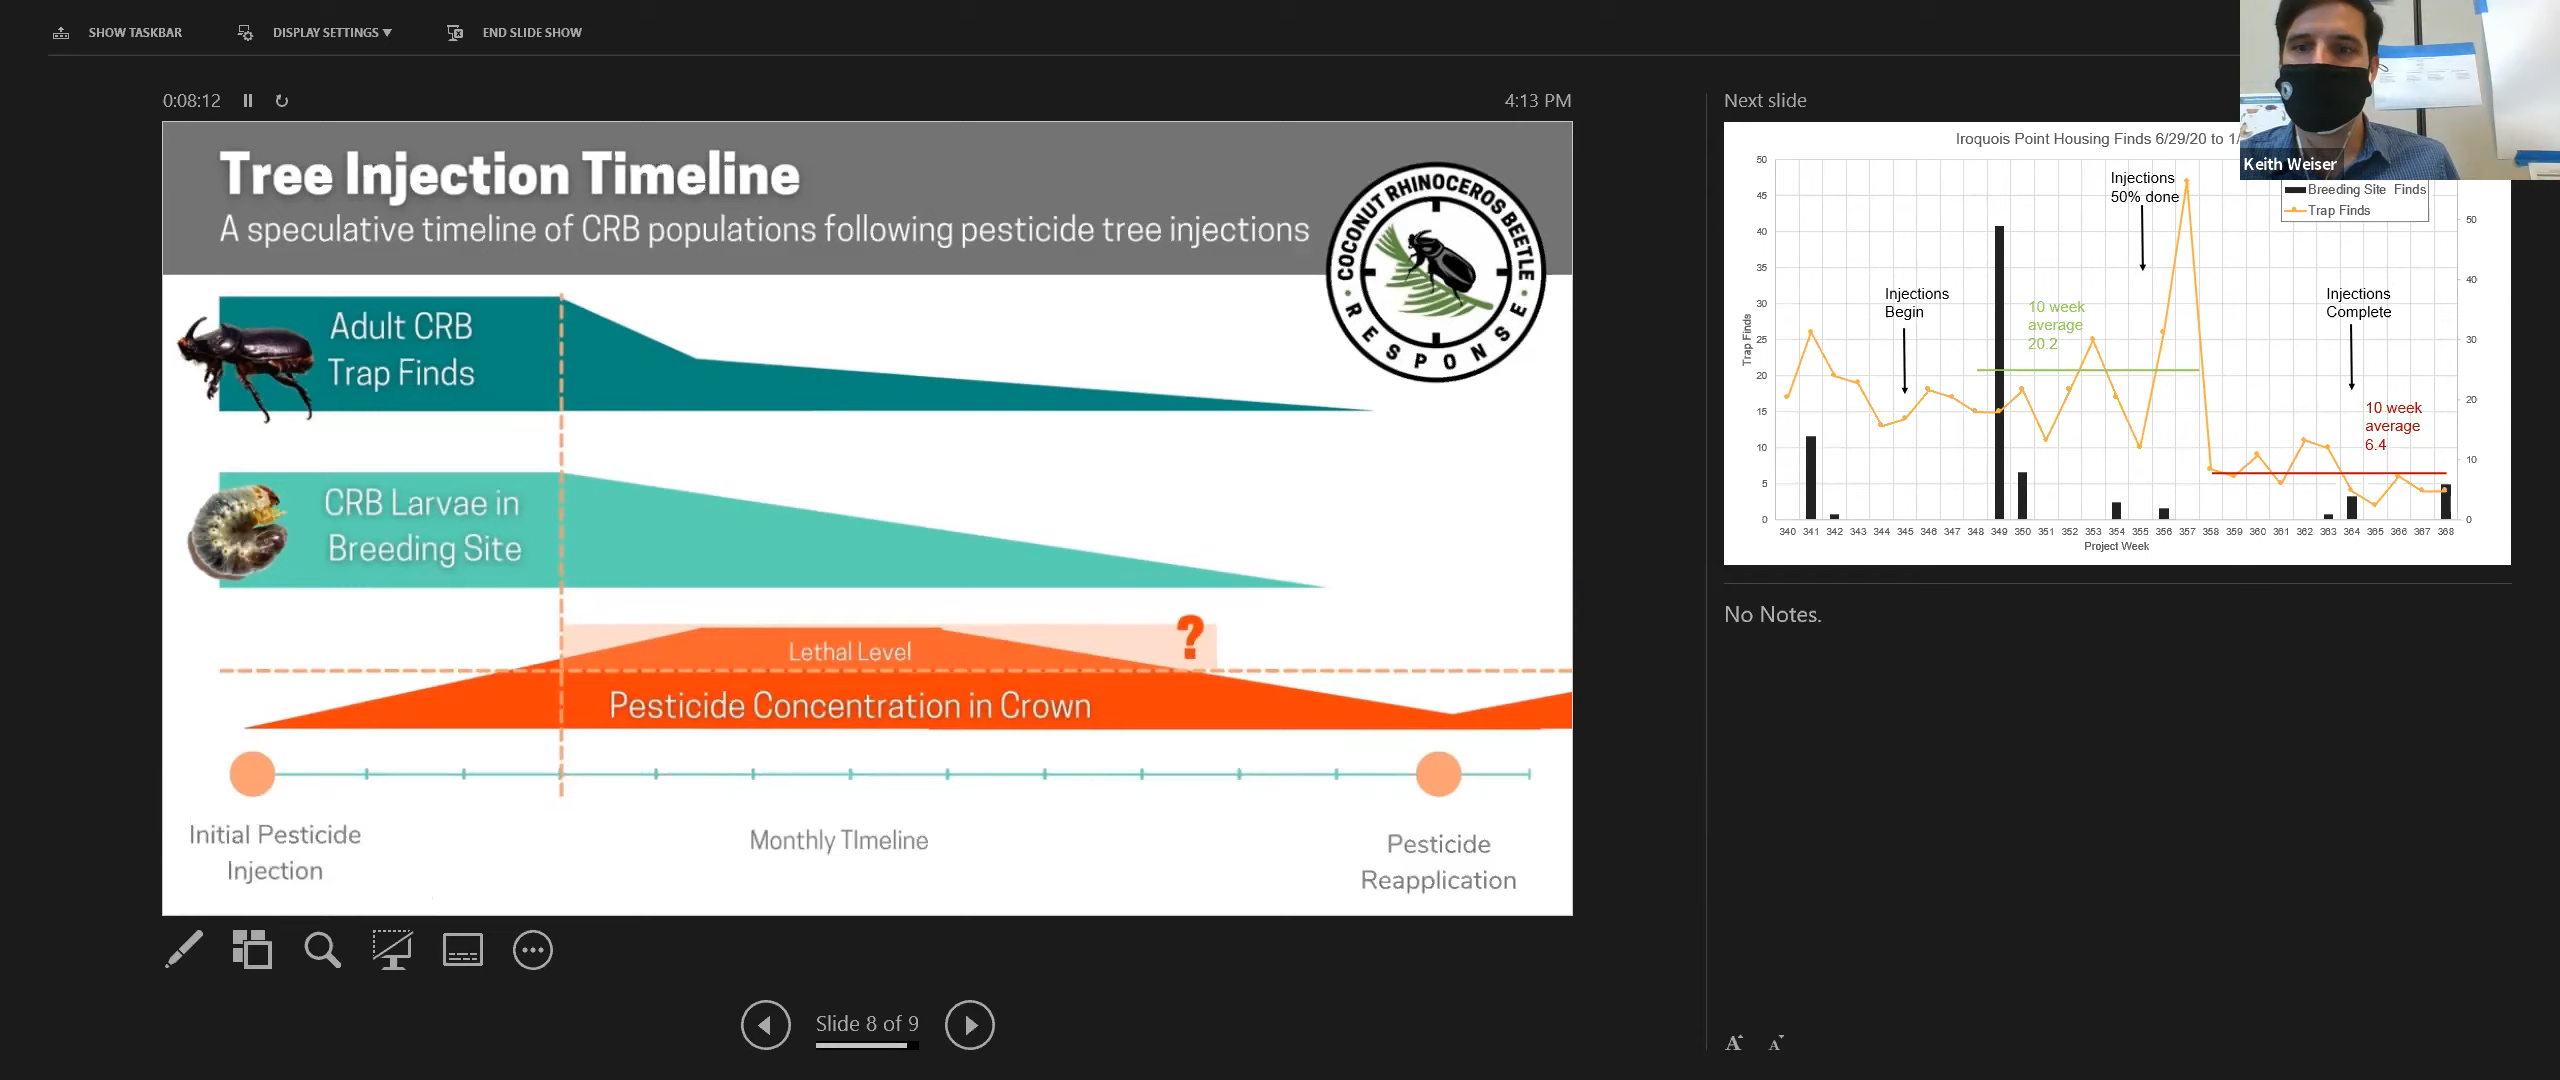 SHOW TASKBAR
DISPLAY SETTINGS
END SLIDE SHOW
0:08:12
4:13 PM
Tree Injection Timeline
A speculative timeline of CRB populations following pesticide tree injections
COCONUT RHINOCEROS BEETLE
• RESPONSE •
Adult CRB
Trap Finds
CRB Larvae in
Breeding Site
?
Lethal Level
Pesticide Concentration in Crown
Initial Pesticide
Injection
Monthly TImeline
Pesticide
Reapplication
Slide 8 of 9
Next slide
Iroquois Point Housing Finds 6/29/20 to 1/
Keith Weiser
Breeding Site Finds
Trap Finds
Injections
50% done
Injections
Begin
10 week
average
20.2
Injections
Complete
10 week
average
6.4
Trap Finds
50
45
40
35
30
25
20
15
10
5
0
50
40
30
20
10
0
340 341 342 343 344 345 346 347 348 349 350 351 352 353 354 355 356 357 358 359 360 361 362 363 364 365 366 367 368
Project Week
No Notes.
A A